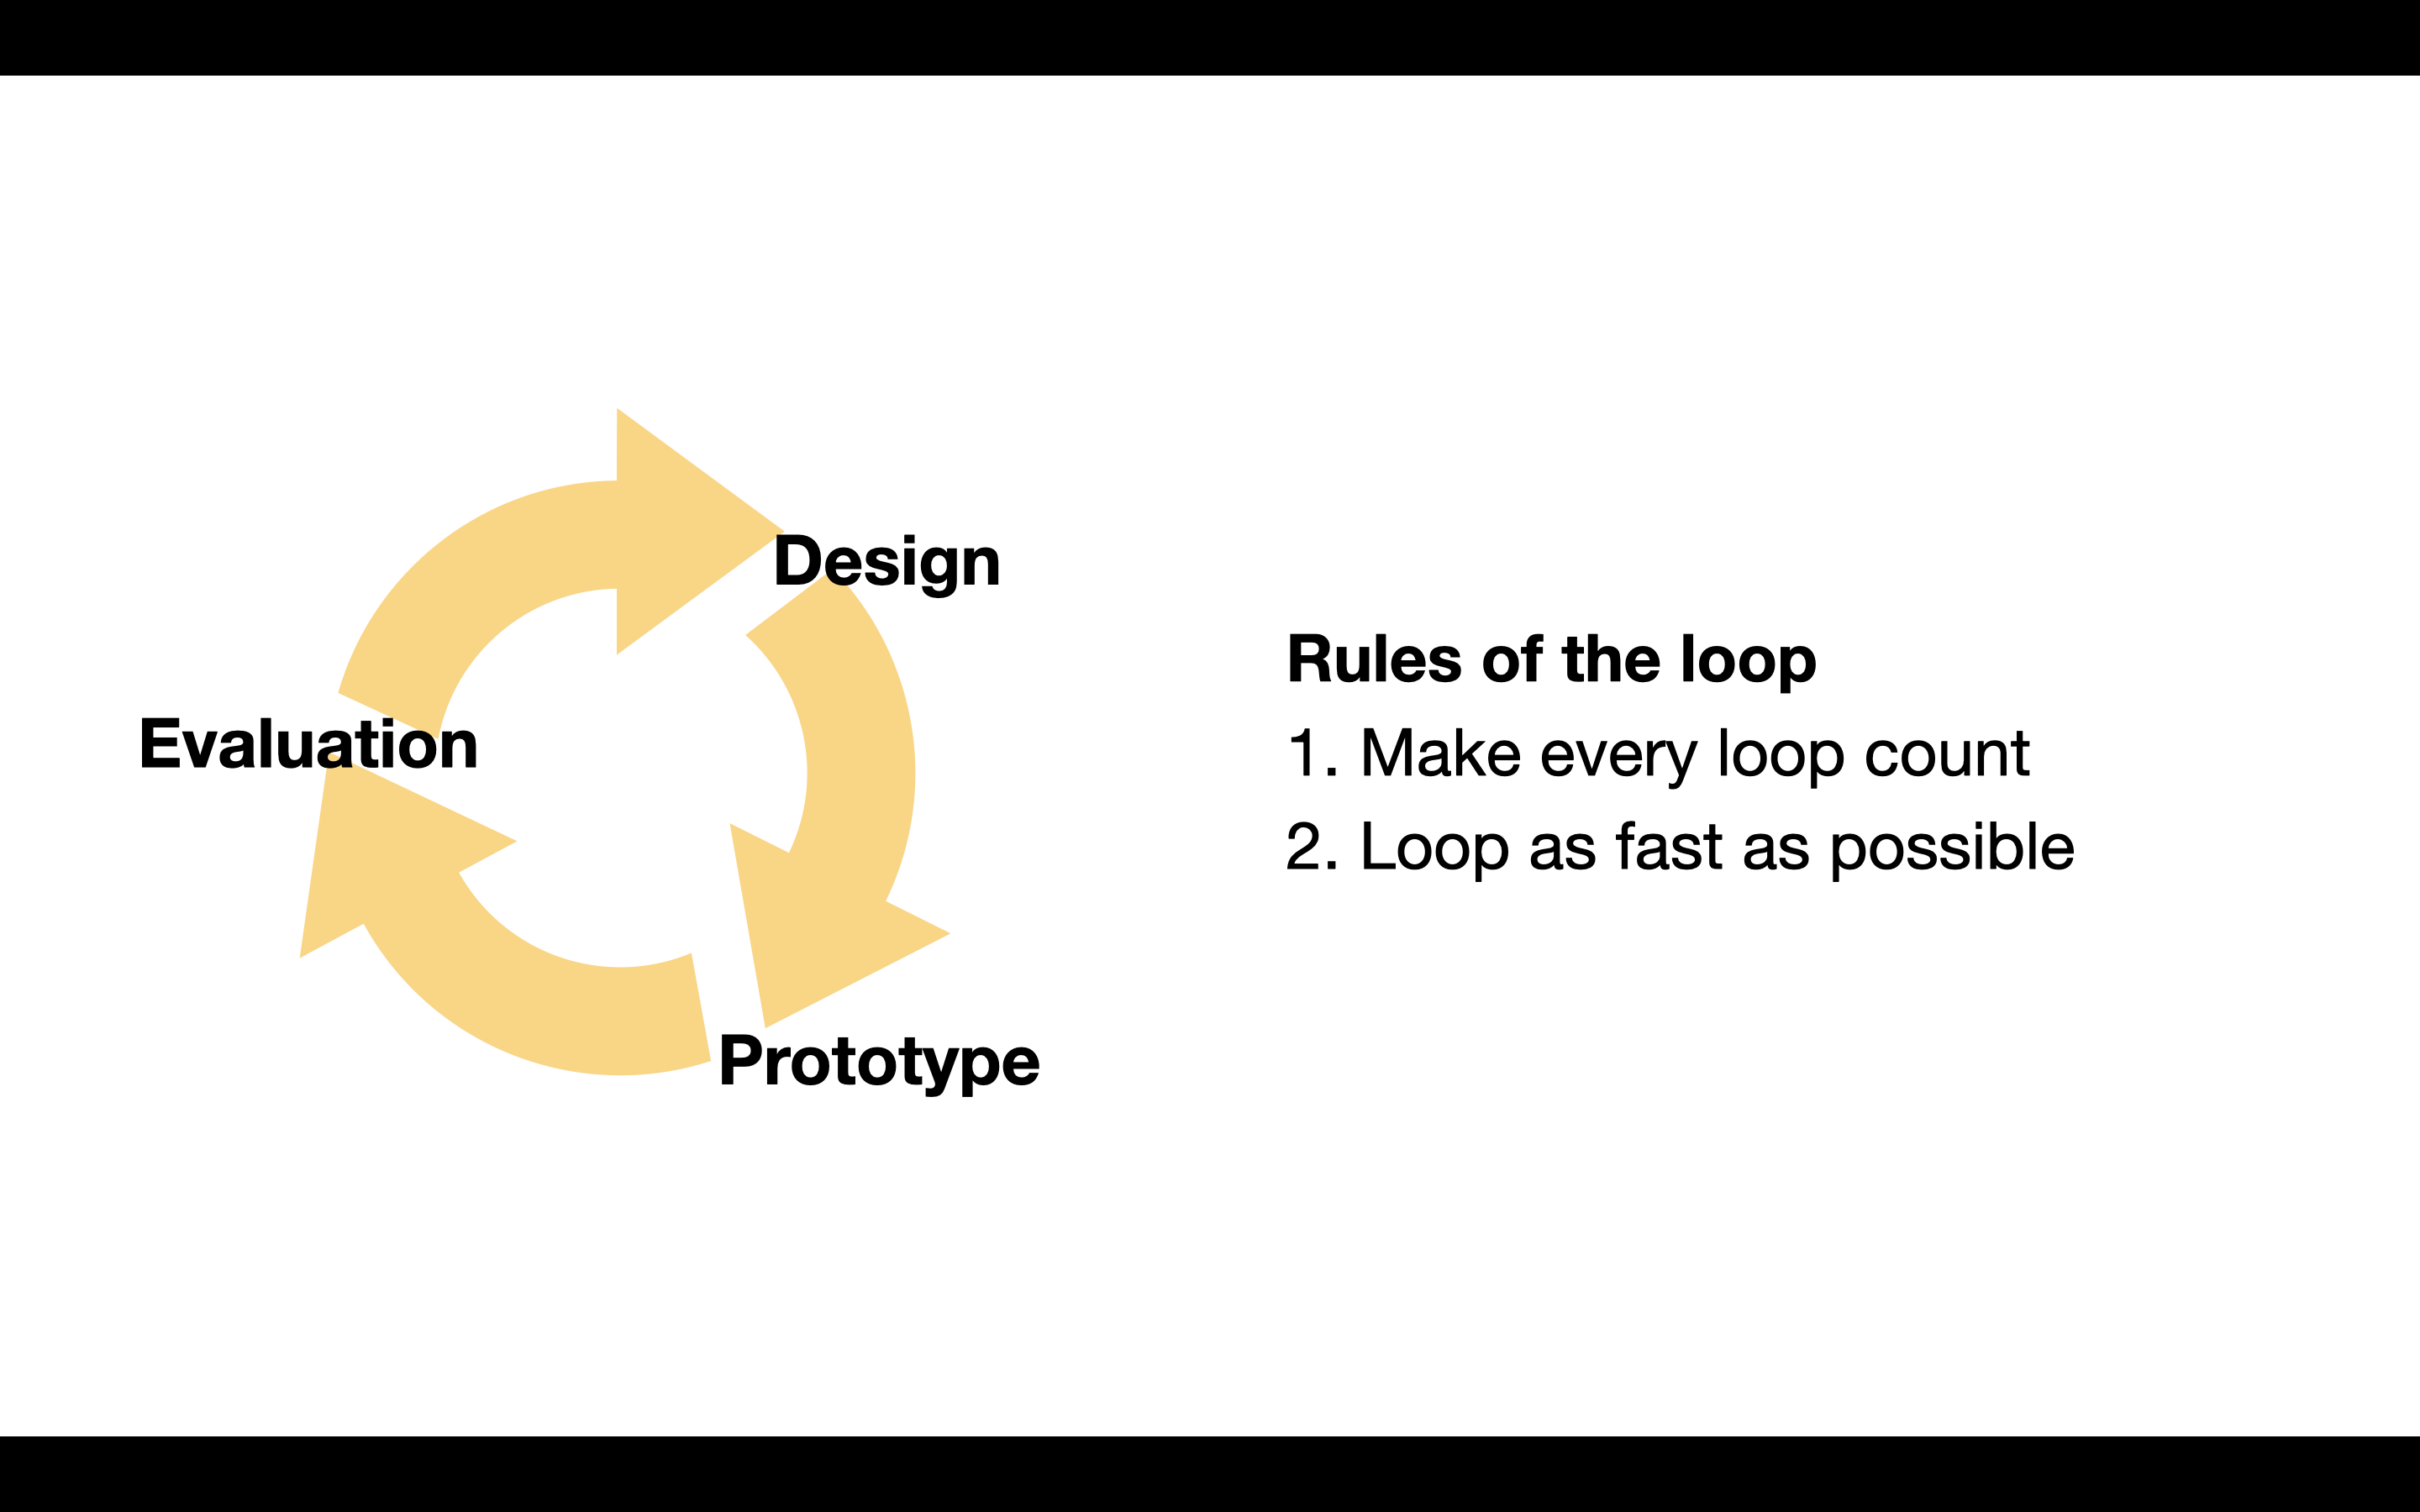 Design
Evaluation
Prototype
Rules of the loop
1. Make every loop count
2. Loop as fast as possible